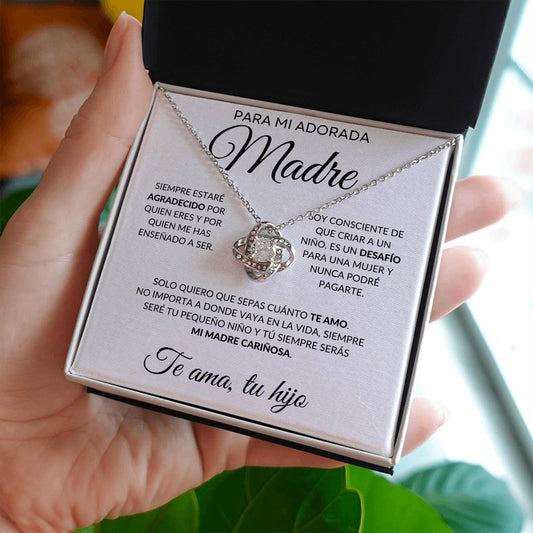 PARA MI ADORADA
Madre
SIEMPRE ESTARÉ
AGRADECIDO POR
QUIEN ERES Y POR
QUIEN ME HAS
ENSEÑADO A SER.
SOY CONSCIENTE DE
QUE CRIAR A UN
NIÑO, ES UN DESAFÍO
PARA UNA MUJER Y
NUNCA PODRÉ
PAGARTE.
SOLO QUIERO QUE SEPAS CUÁNTO TE AMO.
NO IMPORTA A DONDE VAYA EN LA VIDA, SIEMPRE
SERÉ TU PEQUEÑO NIÑO Y TÚ SIEMPRE SERÁS
MI MADRE CARIÑOSA.
Te ama, tu hijo